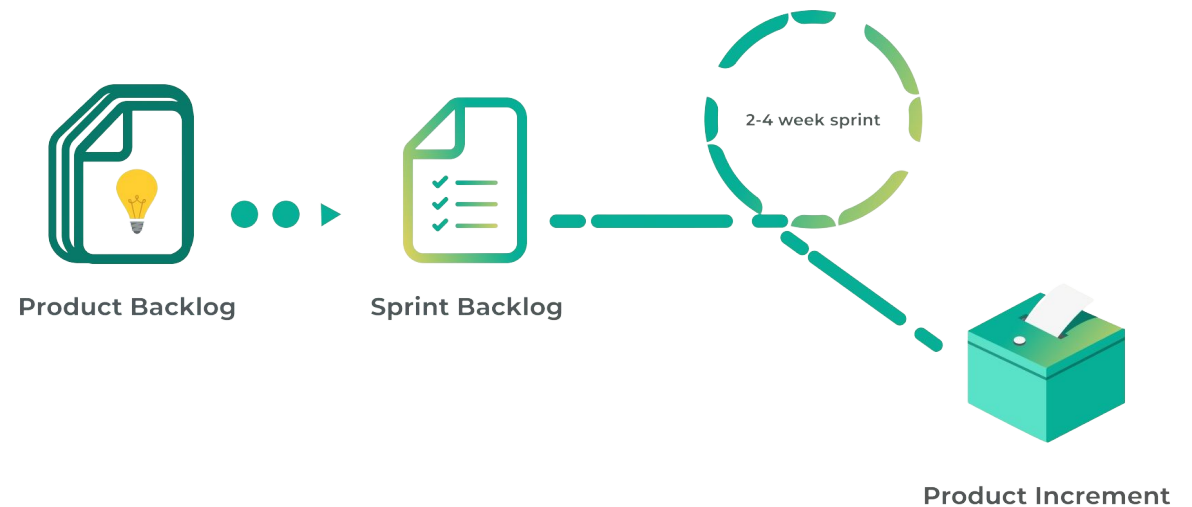 2-4 week sprint
Product Backlog
Sprint Backlog
Product Increment